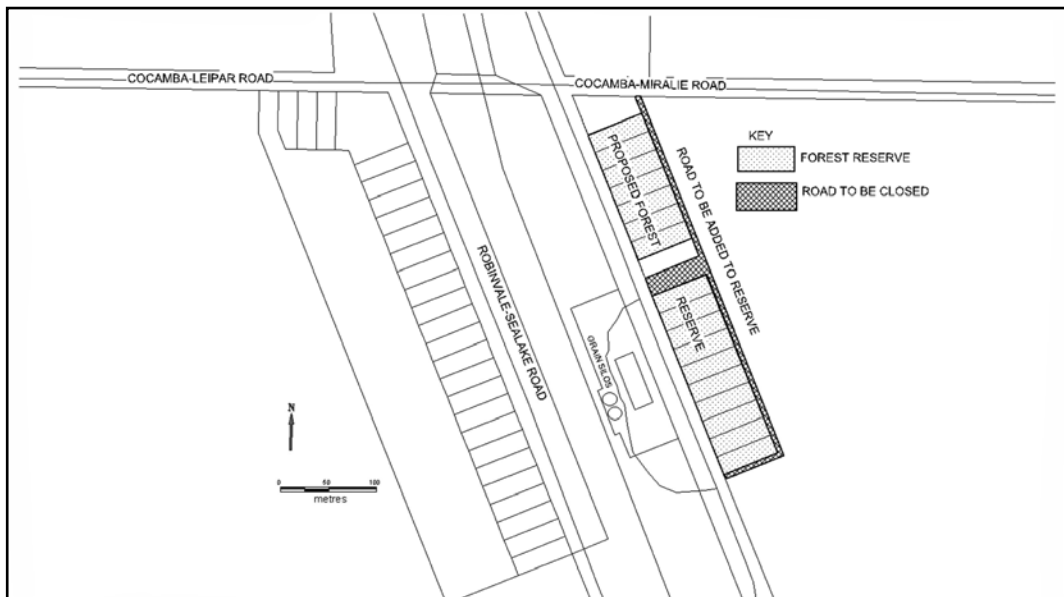 COCAMBA-LEIPAR ROAD
COCAMBA-MIRALIE ROAD
KEY
FOREST RESERVE
ROAD TO BE CLOSED
PROPOSED FOREST
RESERVE
ROAD TO BE ADDED TO RESERVE
ROBINVALE-SEALAKE ROAD
GRAIN SILOS
N
0 50 100
metres